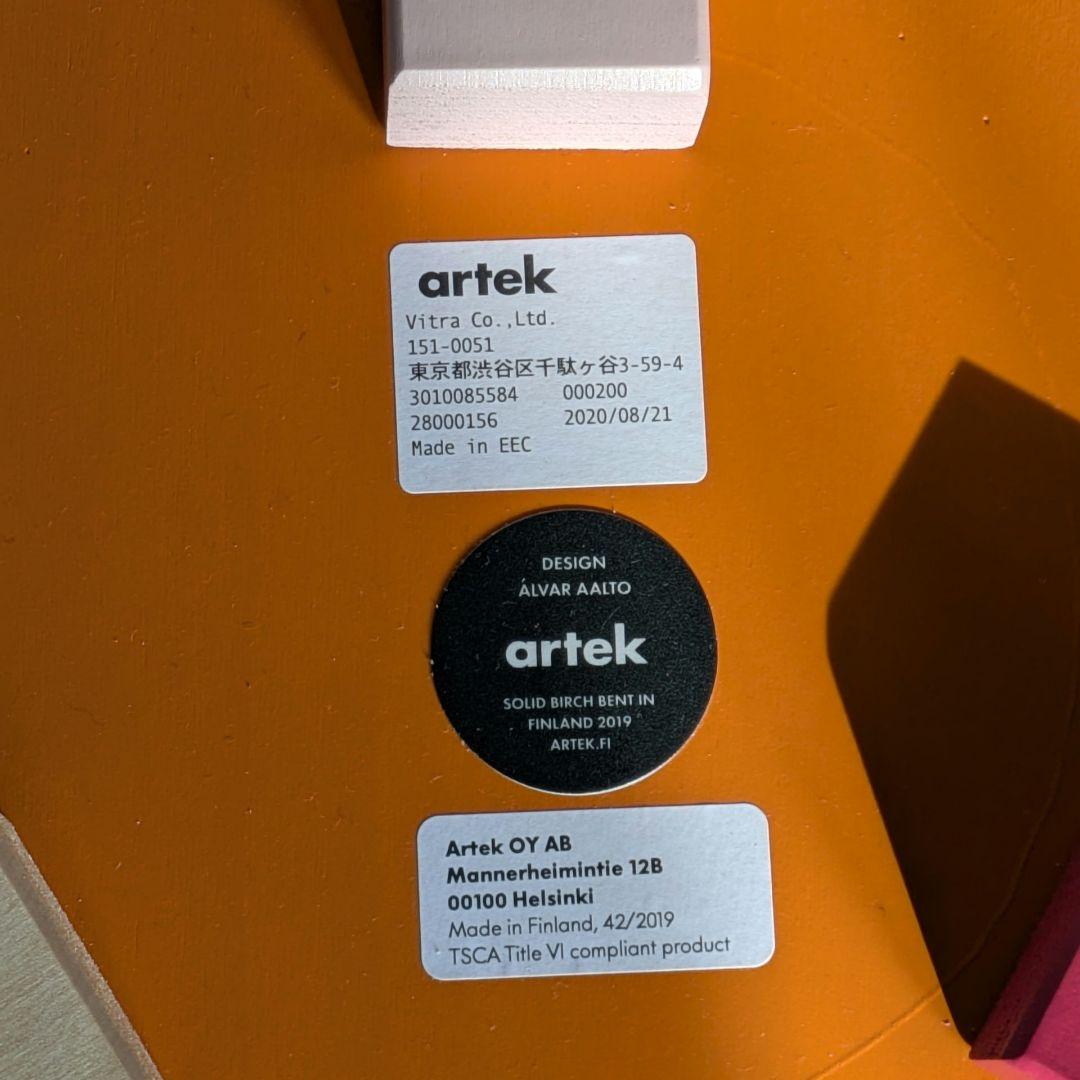 artek
Vitra Co.,Ltd.
151-0051
東京都渋谷区千駄ヶ谷3-59-4
3010085584 000200
28000156 2020/08/21
Made in EEC
DESIGN
ÁLVAR AALTO
artek
SOLID BIRCH BENT IN
FINLAND 2019
ARTEK.FI
Artek OY AB
Mannerheimintie 12B
00100 Helsinki
Made in Finland, 42/2019
TSCA Title VI compliant product